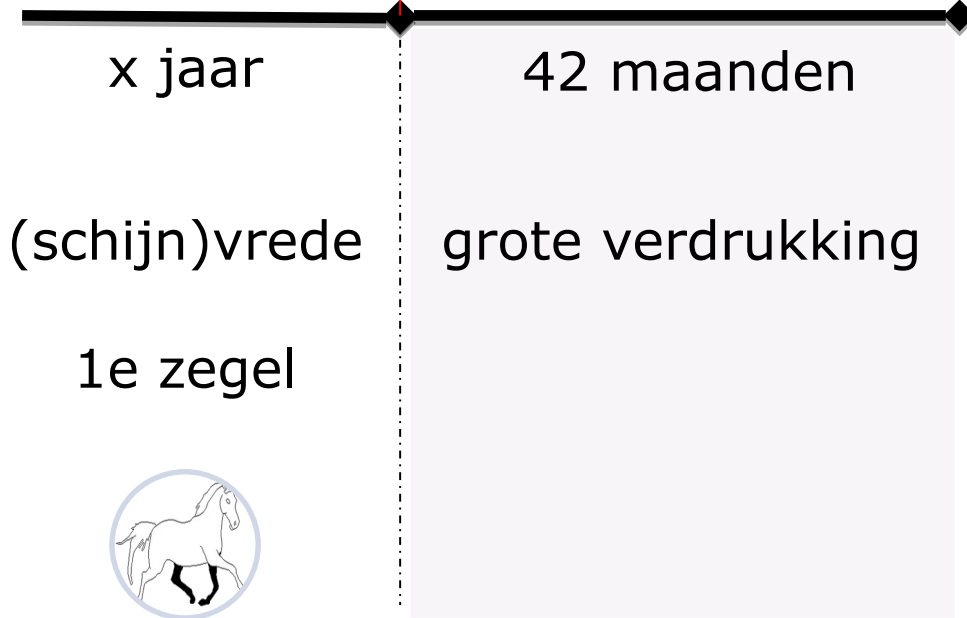 x jaar
42 maanden
(schijn)vrede
grote verdrukking
1e zegel